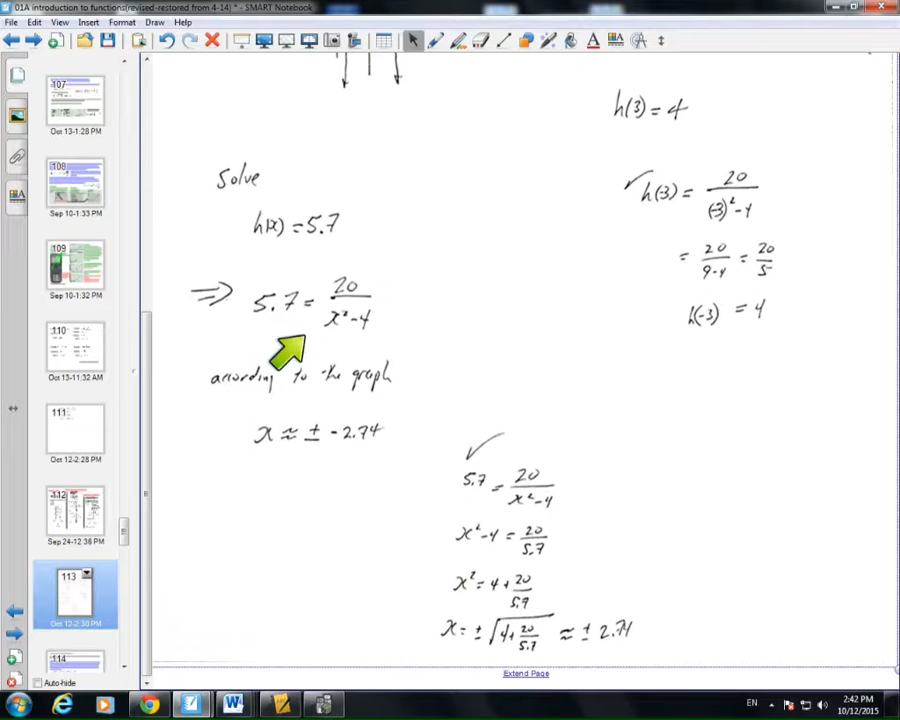 01A introduction to functions(revised-restored from 4-14) * - SMART Notebook
File Edit View Insert Format Draw Help
107
Oct 13-1:28 PM
108
Sep 10-1:33 PM
109
Sep 10-1:32 PM
110
Oct 13-11:32 AM
111
Oct 12-2:28 PM
112
Sep 24-12:36 PM
113
Oct 12-2:30 PM
114
Auto-hide
h(3) = 4
✓ h(-3) = 20/((-3)²-4)
= 20/(9-4) = 20/5
h(-3) = 4
Solve
h(x) = 5.7
⇒ 5.7 = 20/(x²-4)
according to the graph
x ≈ ± -2.74
✓
5.7 = 20/(x²-4)
x²-4 = 20/5.7
x² = 4 + 20/5.7
x = ± √(4 + 20/5.7) ≈ ± 2.74
Extend Page
EN
2:42 PM
10/12/2015